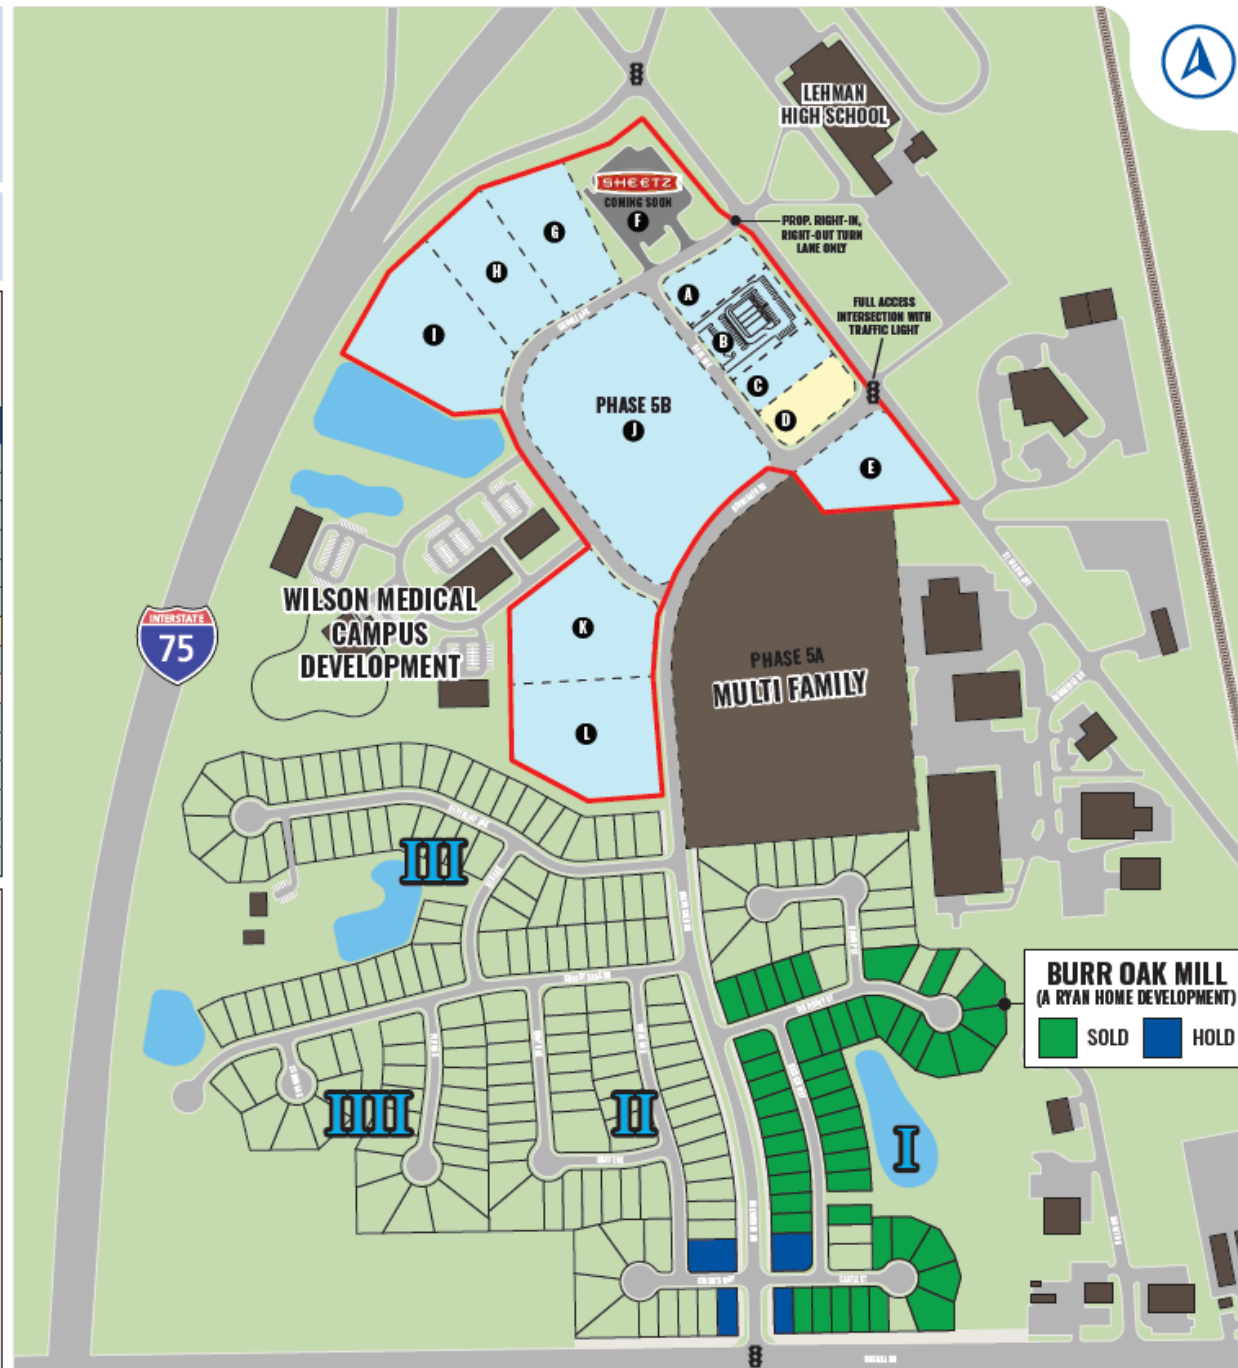 LEHMAN
HIGH SCHOOL
SHEETZ
COMING SOON
F
PROP. RIGHT-IN,
RIGHT-OUT TURN
LANE ONLY
G
H
A
I
B
FULL ACCESS
INTERSECTION WITH
TRAFFIC LIGHT
C
D
PHASE 5B
J
E
INTERSTATE
75
WILSON MEDICAL
CAMPUS
DEVELOPMENT
K
PHASE 5A
MULTI FAMILY
L
III
BURR OAK MILL
(A RYAN HOME DEVELOPMENT)
SOLD
HOLD
IIII
II
I
RUSSELL RD